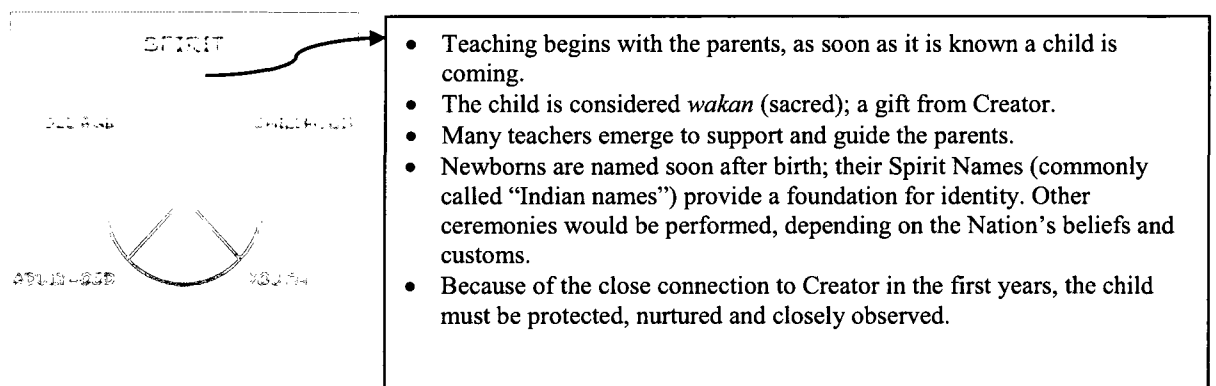 SPIRIT
CHILDHOOD
ADULTHOOD
YOUTH
• Teaching begins with the parents, as soon as it is known a child is
coming.
• The child is considered wakan (sacred); a gift from Creator.
• Many teachers emerge to support and guide the parents.
• Newborns are named soon after birth; their Spirit Names (commonly
called “Indian names”) provide a foundation for identity. Other
ceremonies would be performed, depending on the Nation’s beliefs and
customs.
• Because of the close connection to Creator in the first years, the child
must be protected, nurtured and closely observed.